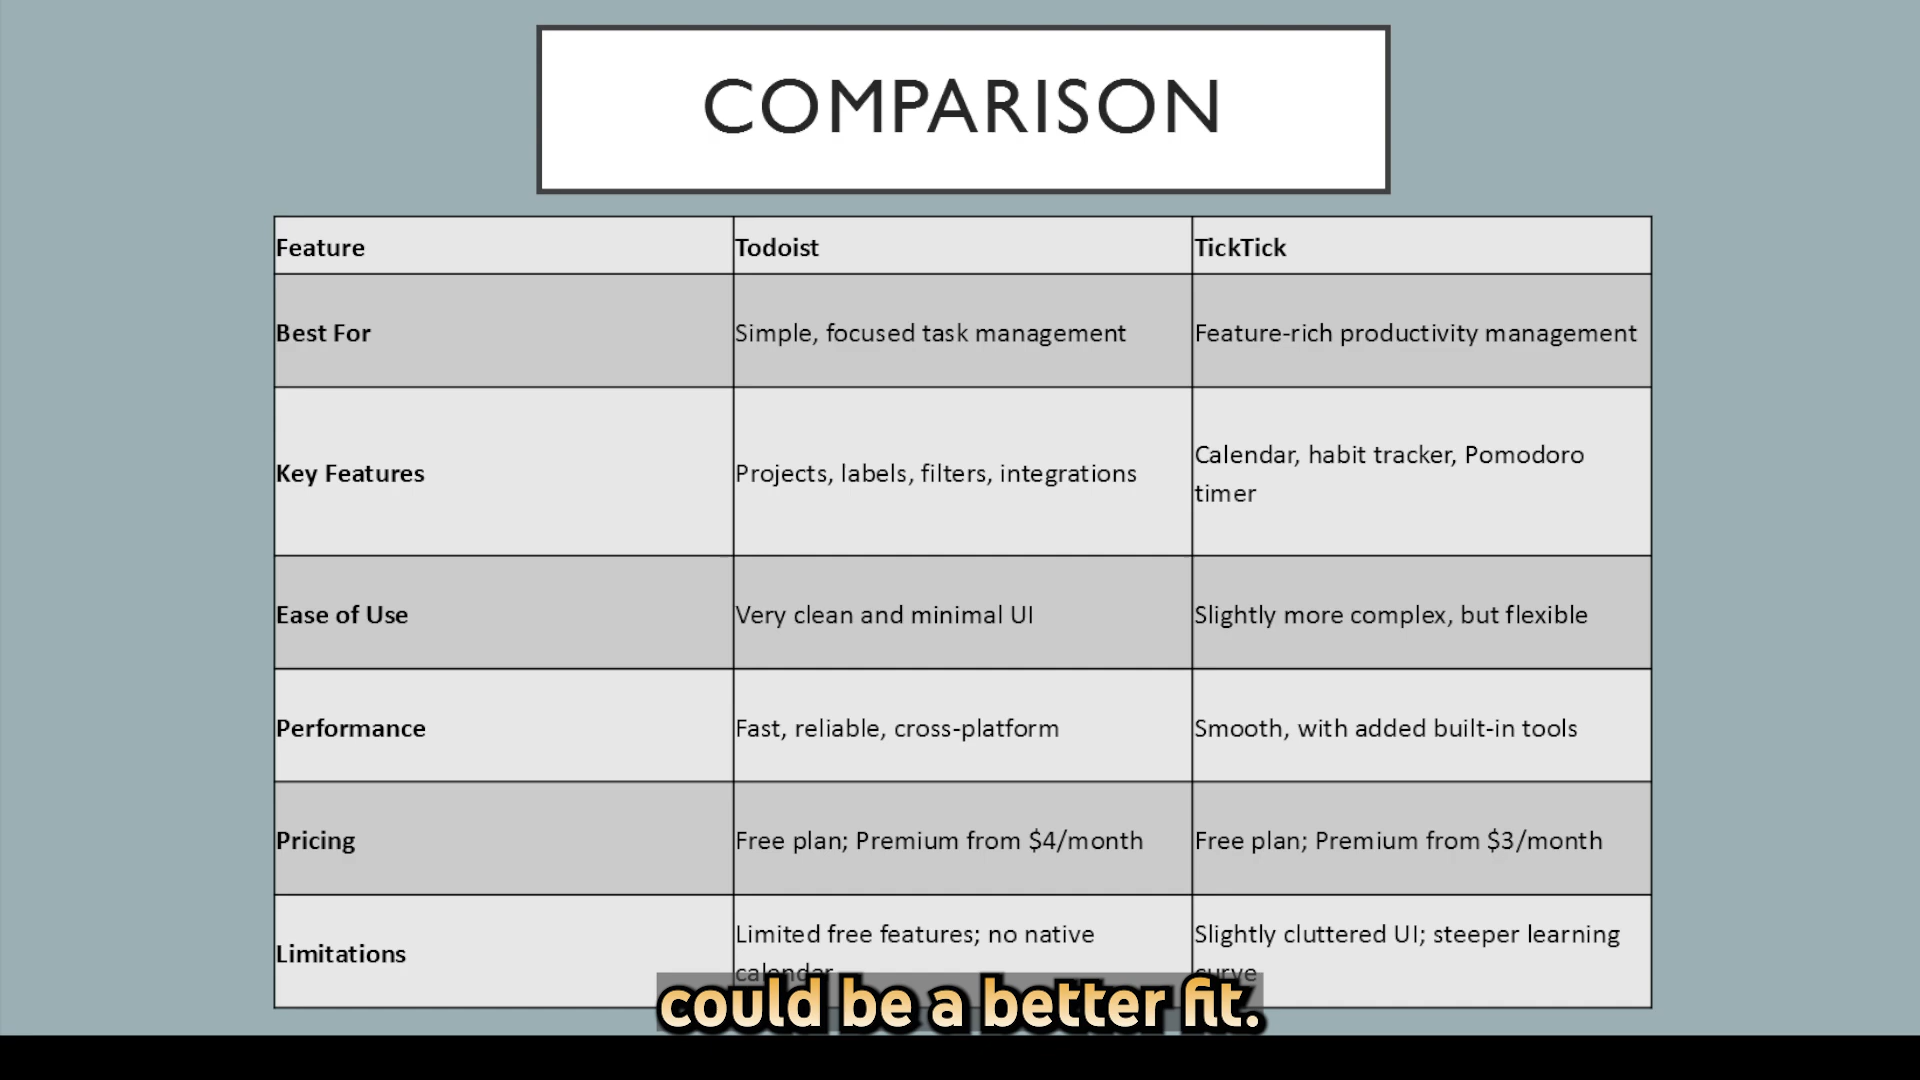 COMPARISON
Feature Todoist TickTick
Best For Simple, focused task management Feature-rich productivity management
Key Features Projects, labels, filters, integrations Calendar, habit tracker, Pomodoro
timer
Ease of Use Very clean and minimal UI Slightly more complex, but flexible
Performance Fast, reliable, cross-platform Smooth, with added built-in tools
Pricing Free plan; Premium from $4/month Free plan; Premium from $3/month
Limitations Limited free features; no native Slightly cluttered UI; steeper learning
calendar curve
could be a better fit.